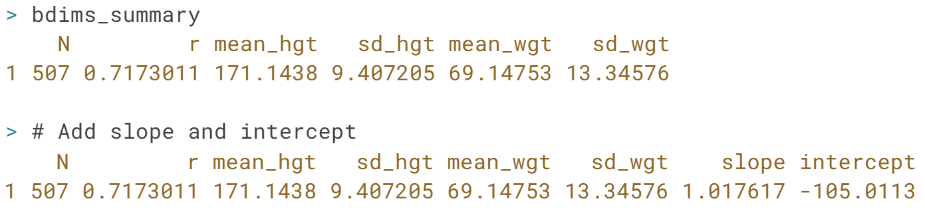 > bdims_summary
    N         r mean_hgt   sd_hgt mean_wgt   sd_wgt
1 507 0.7173011 171.1438 9.407205 69.14753 13.34576
> # Add slope and intercept
    N         r mean_hgt   sd_hgt mean_wgt   sd_wgt    slope intercept
1 507 0.7173011 171.1438 9.407205 69.14753 13.34576 1.017617 -105.0113